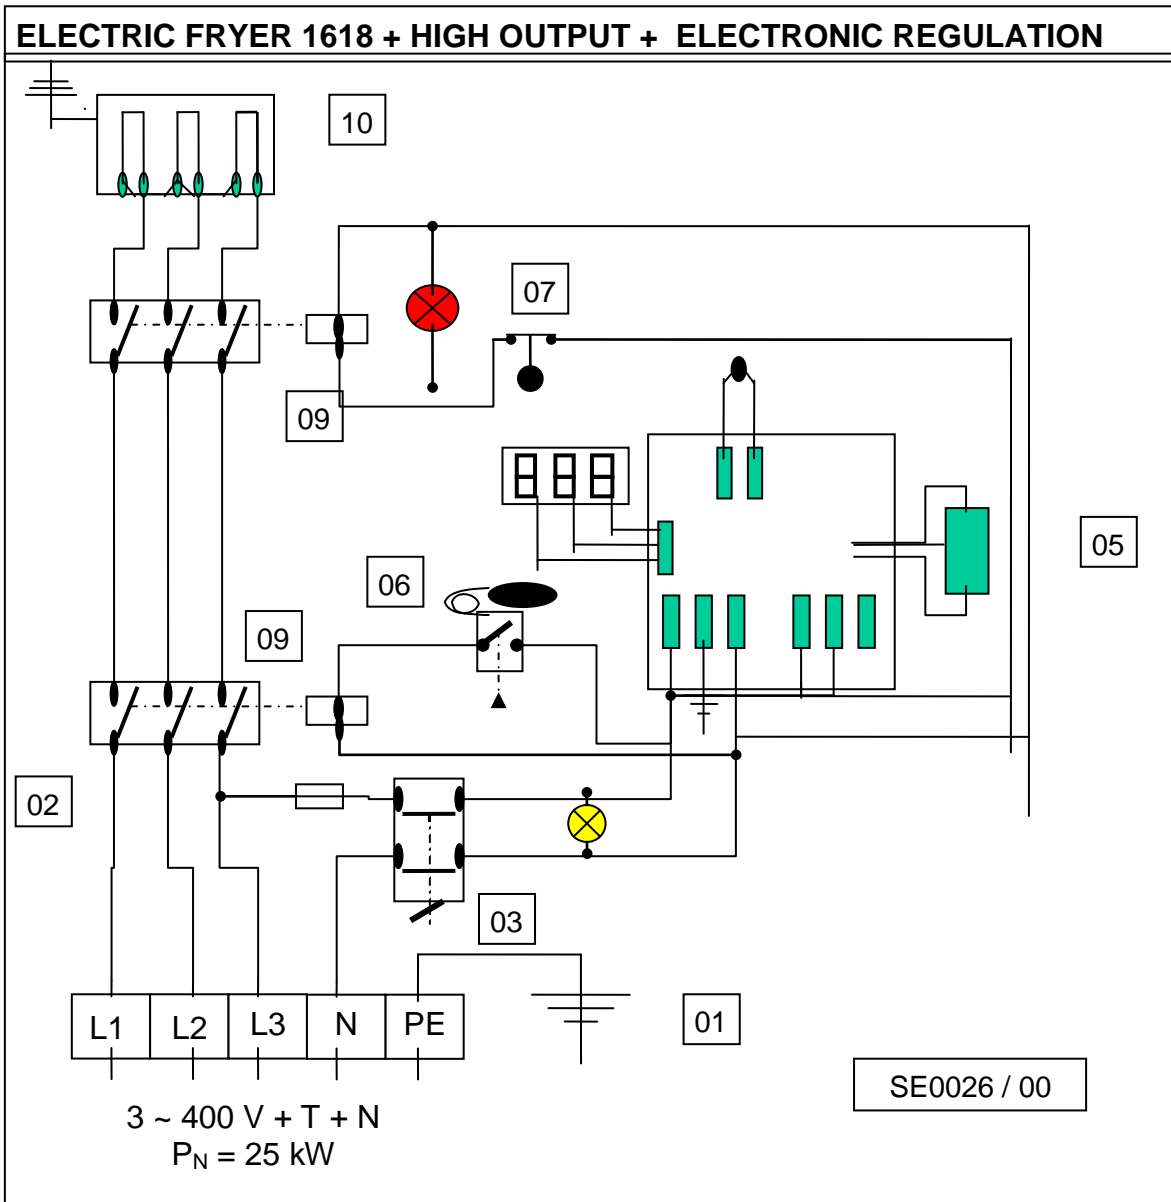 ELECTRIC FRYER 1618 + HIGH OUTPUT + ELECTRONIC REGULATION
10
07
09
05
06
09
02
03
L1 L2 L3 N PE
01
SE0026 / 00
3 ~ 400 V + T + N
PN = 25 kW